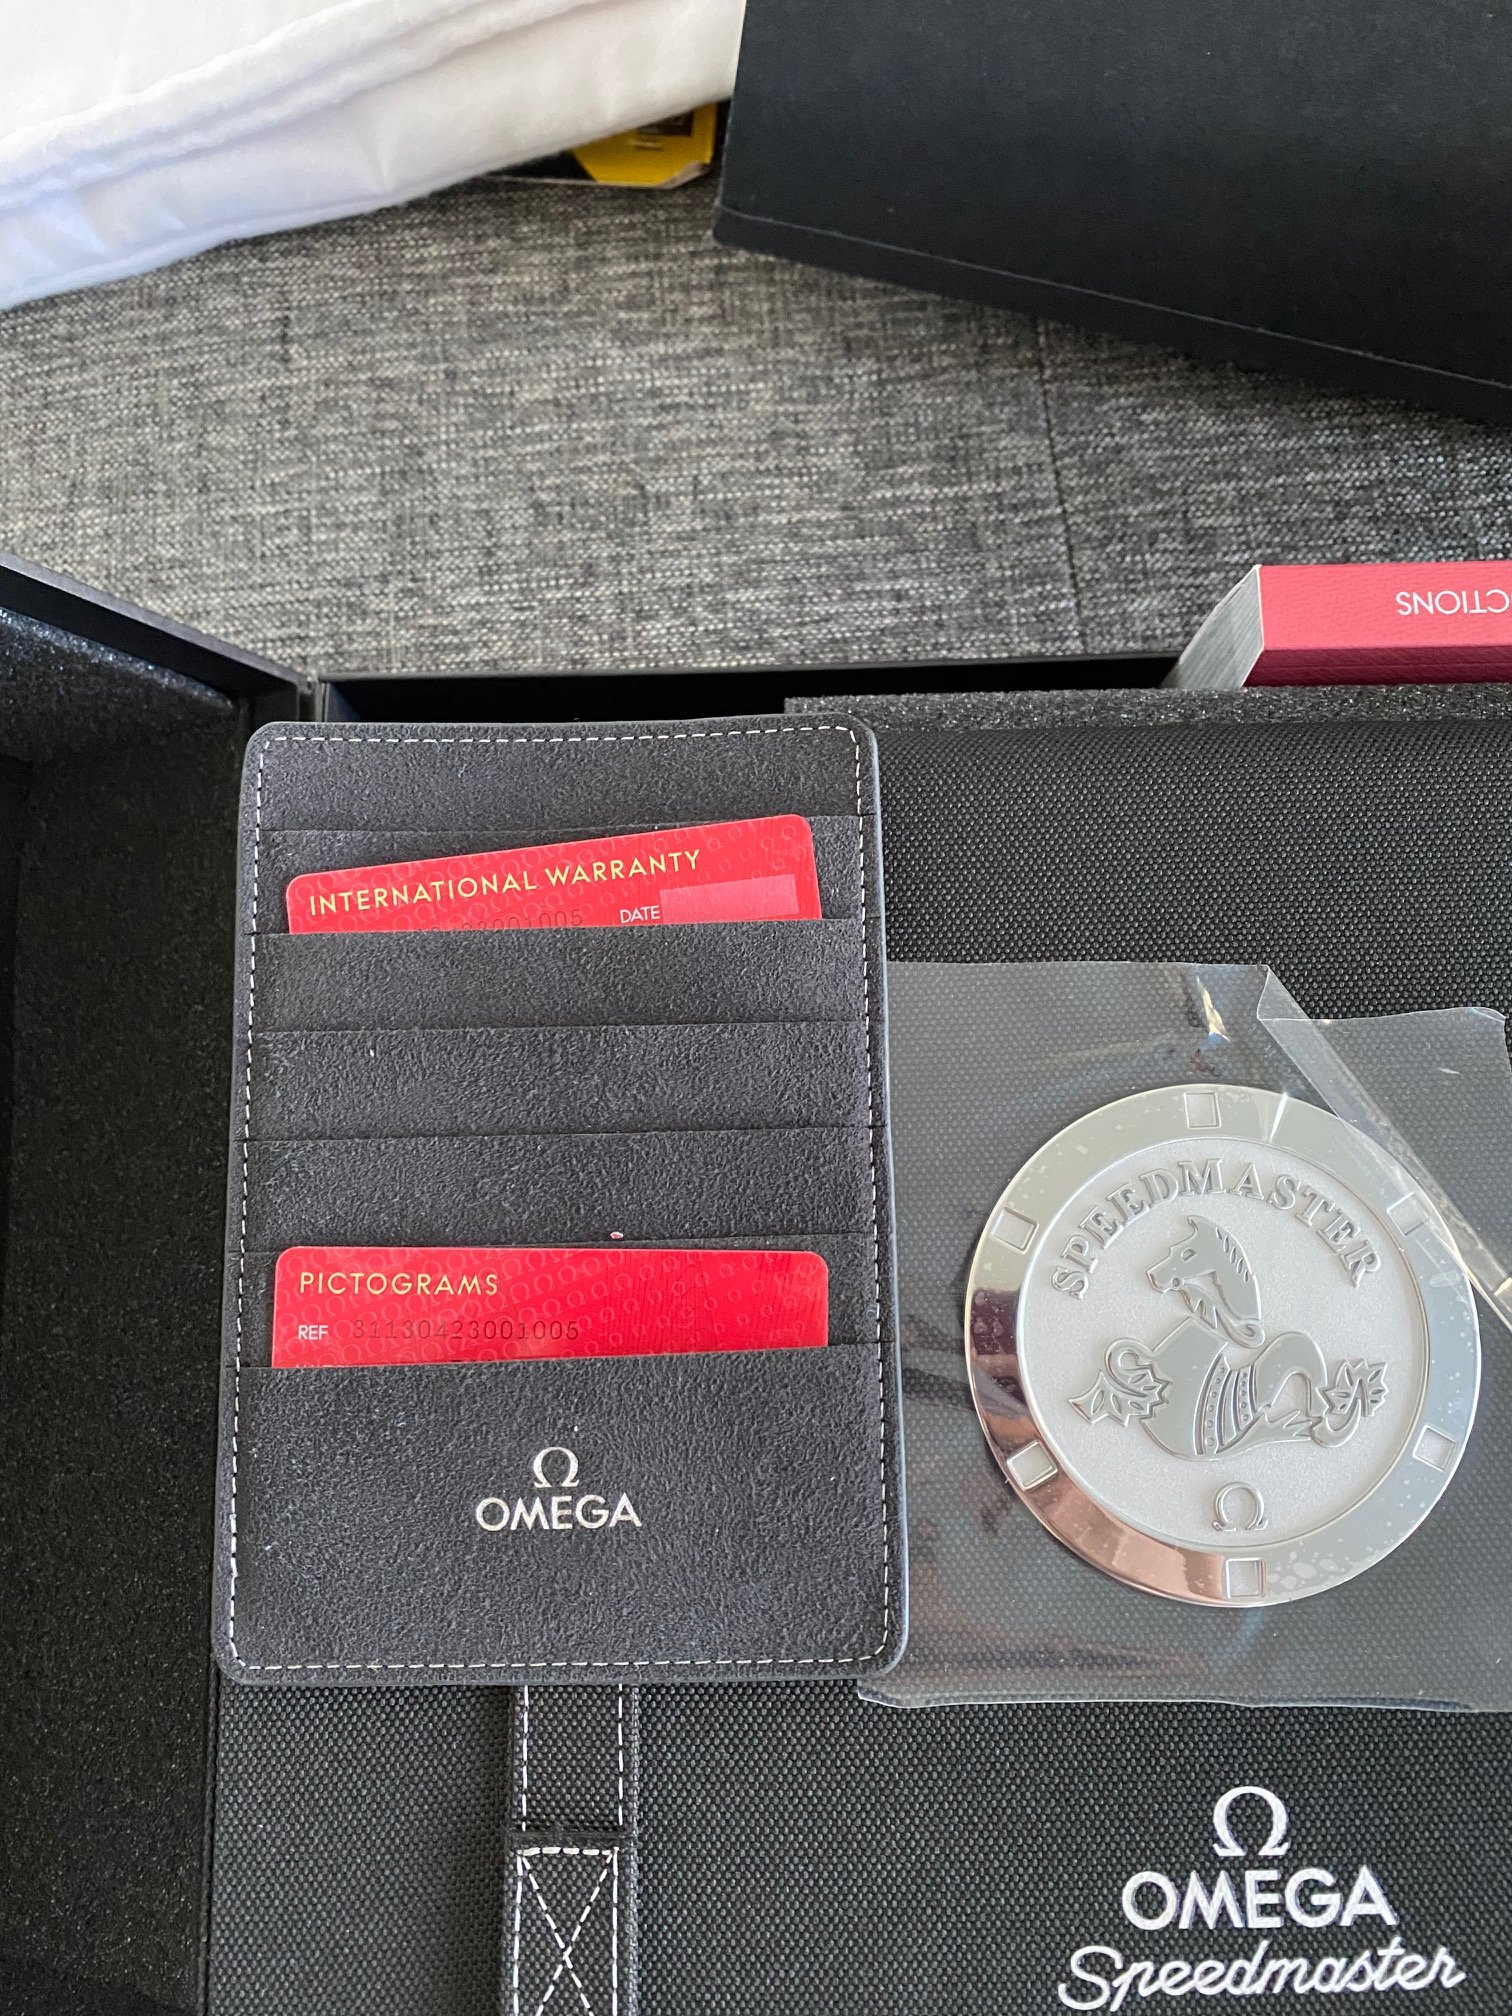 CTIONS
INTERNATIONAL WARRANTY
DATE
PICTOGRAMS
REF 31130423001005
Ω
OMEGA
SPEEDMASTER
Ω
Ω
OMEGA
Speedmaster